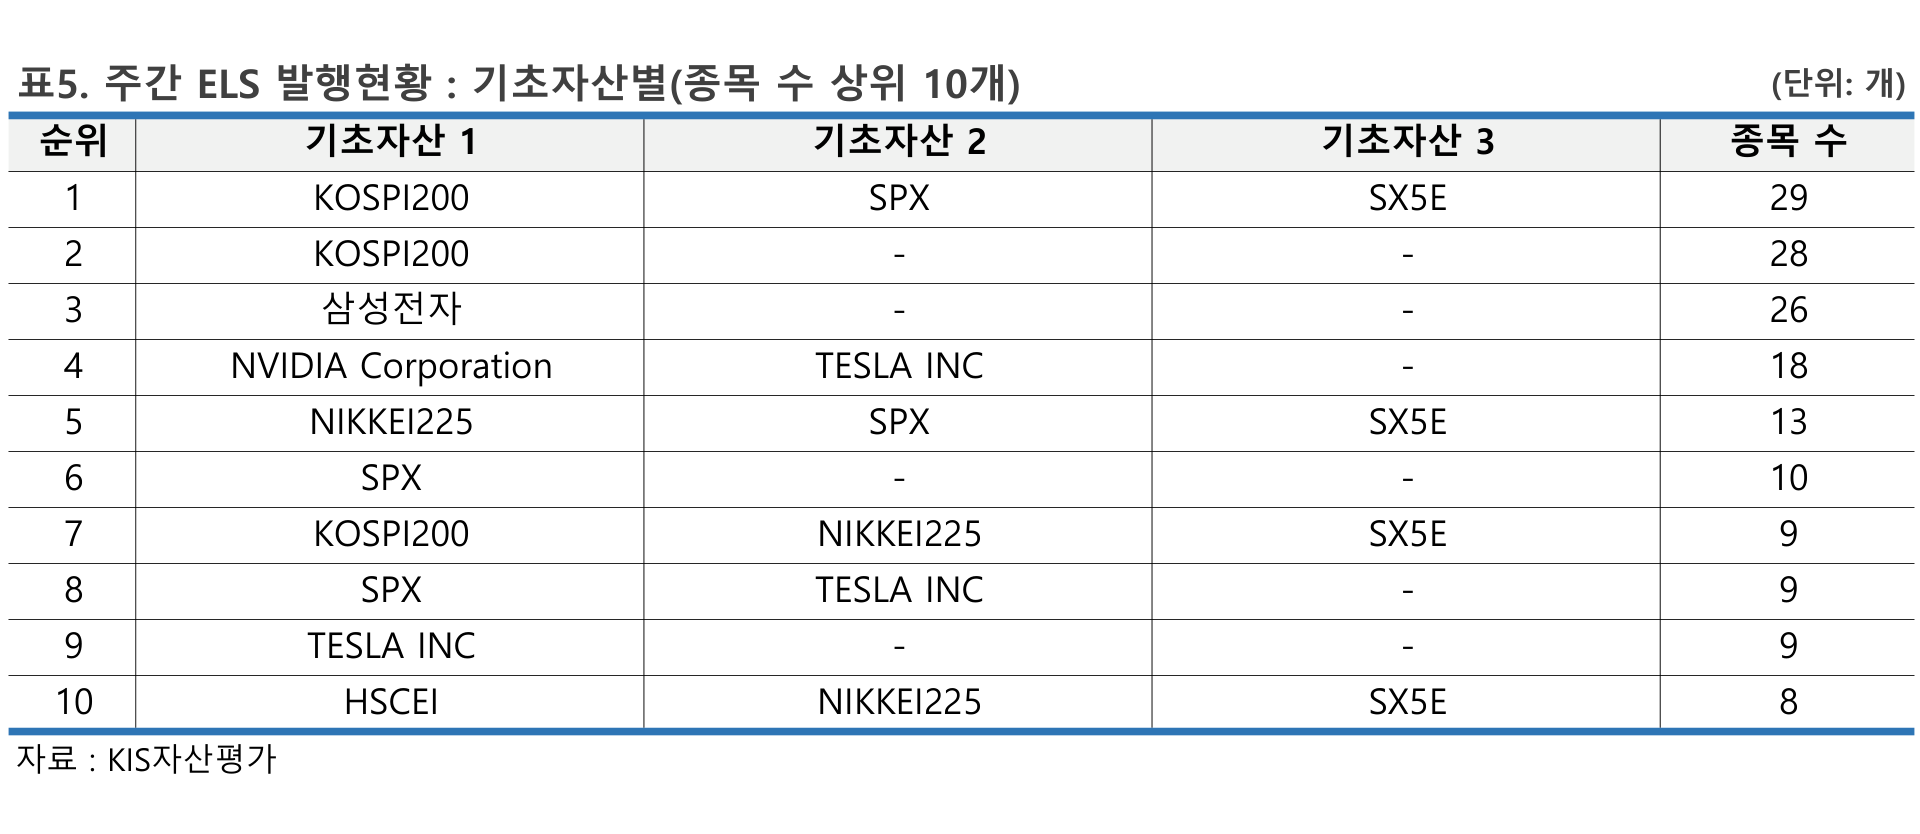 표5. 주간 ELS 발행현황 : 기초자산별(종목 수 상위 10개) (단위: 개)
순위 기초자산 1 기초자산 2 기초자산 3 종목 수
1 KOSPI200 SPX SX5E 29
2 KOSPI200 - - 28
3 삼성전자 - - 26
4 NVIDIA Corporation TESLA INC - 18
5 NIKKEI225 SPX SX5E 13
6 SPX - - 10
7 KOSPI200 NIKKEI225 SX5E 9
8 SPX TESLA INC - 9
9 TESLA INC - - 9
10 HSCEI NIKKEI225 SX5E 8
자료 : KIS자산평가